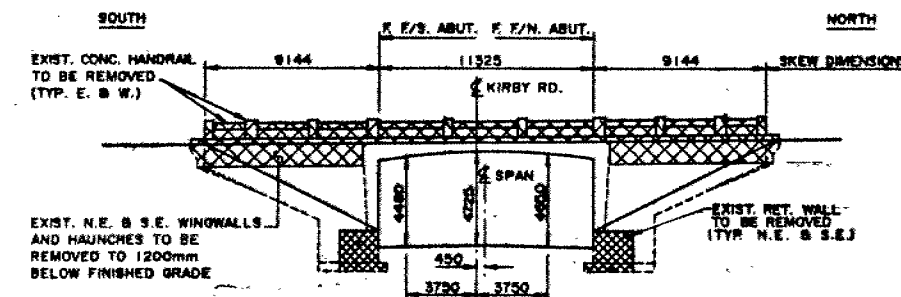 SOUTH
NORTH
F. F/S. ABUT. F. F/N. ABUT.
EXIST. CONC. HANDRAIL
TO BE REMOVED
(TYP. E. & W.)
9144
11325
9144
SKEW DIMENSIONS
℄ KIRBY RD.
℄ SPAN
4480
4725
EXIST. N.E. & S.E. WINGWALLS
AND HAUNCHES TO BE
REMOVED TO 1200mm
BELOW FINISHED GRADE
EXIST. RET. WALL
TO BE REMOVED
(TYP. N.E. & S.E.)
450
3750
3750